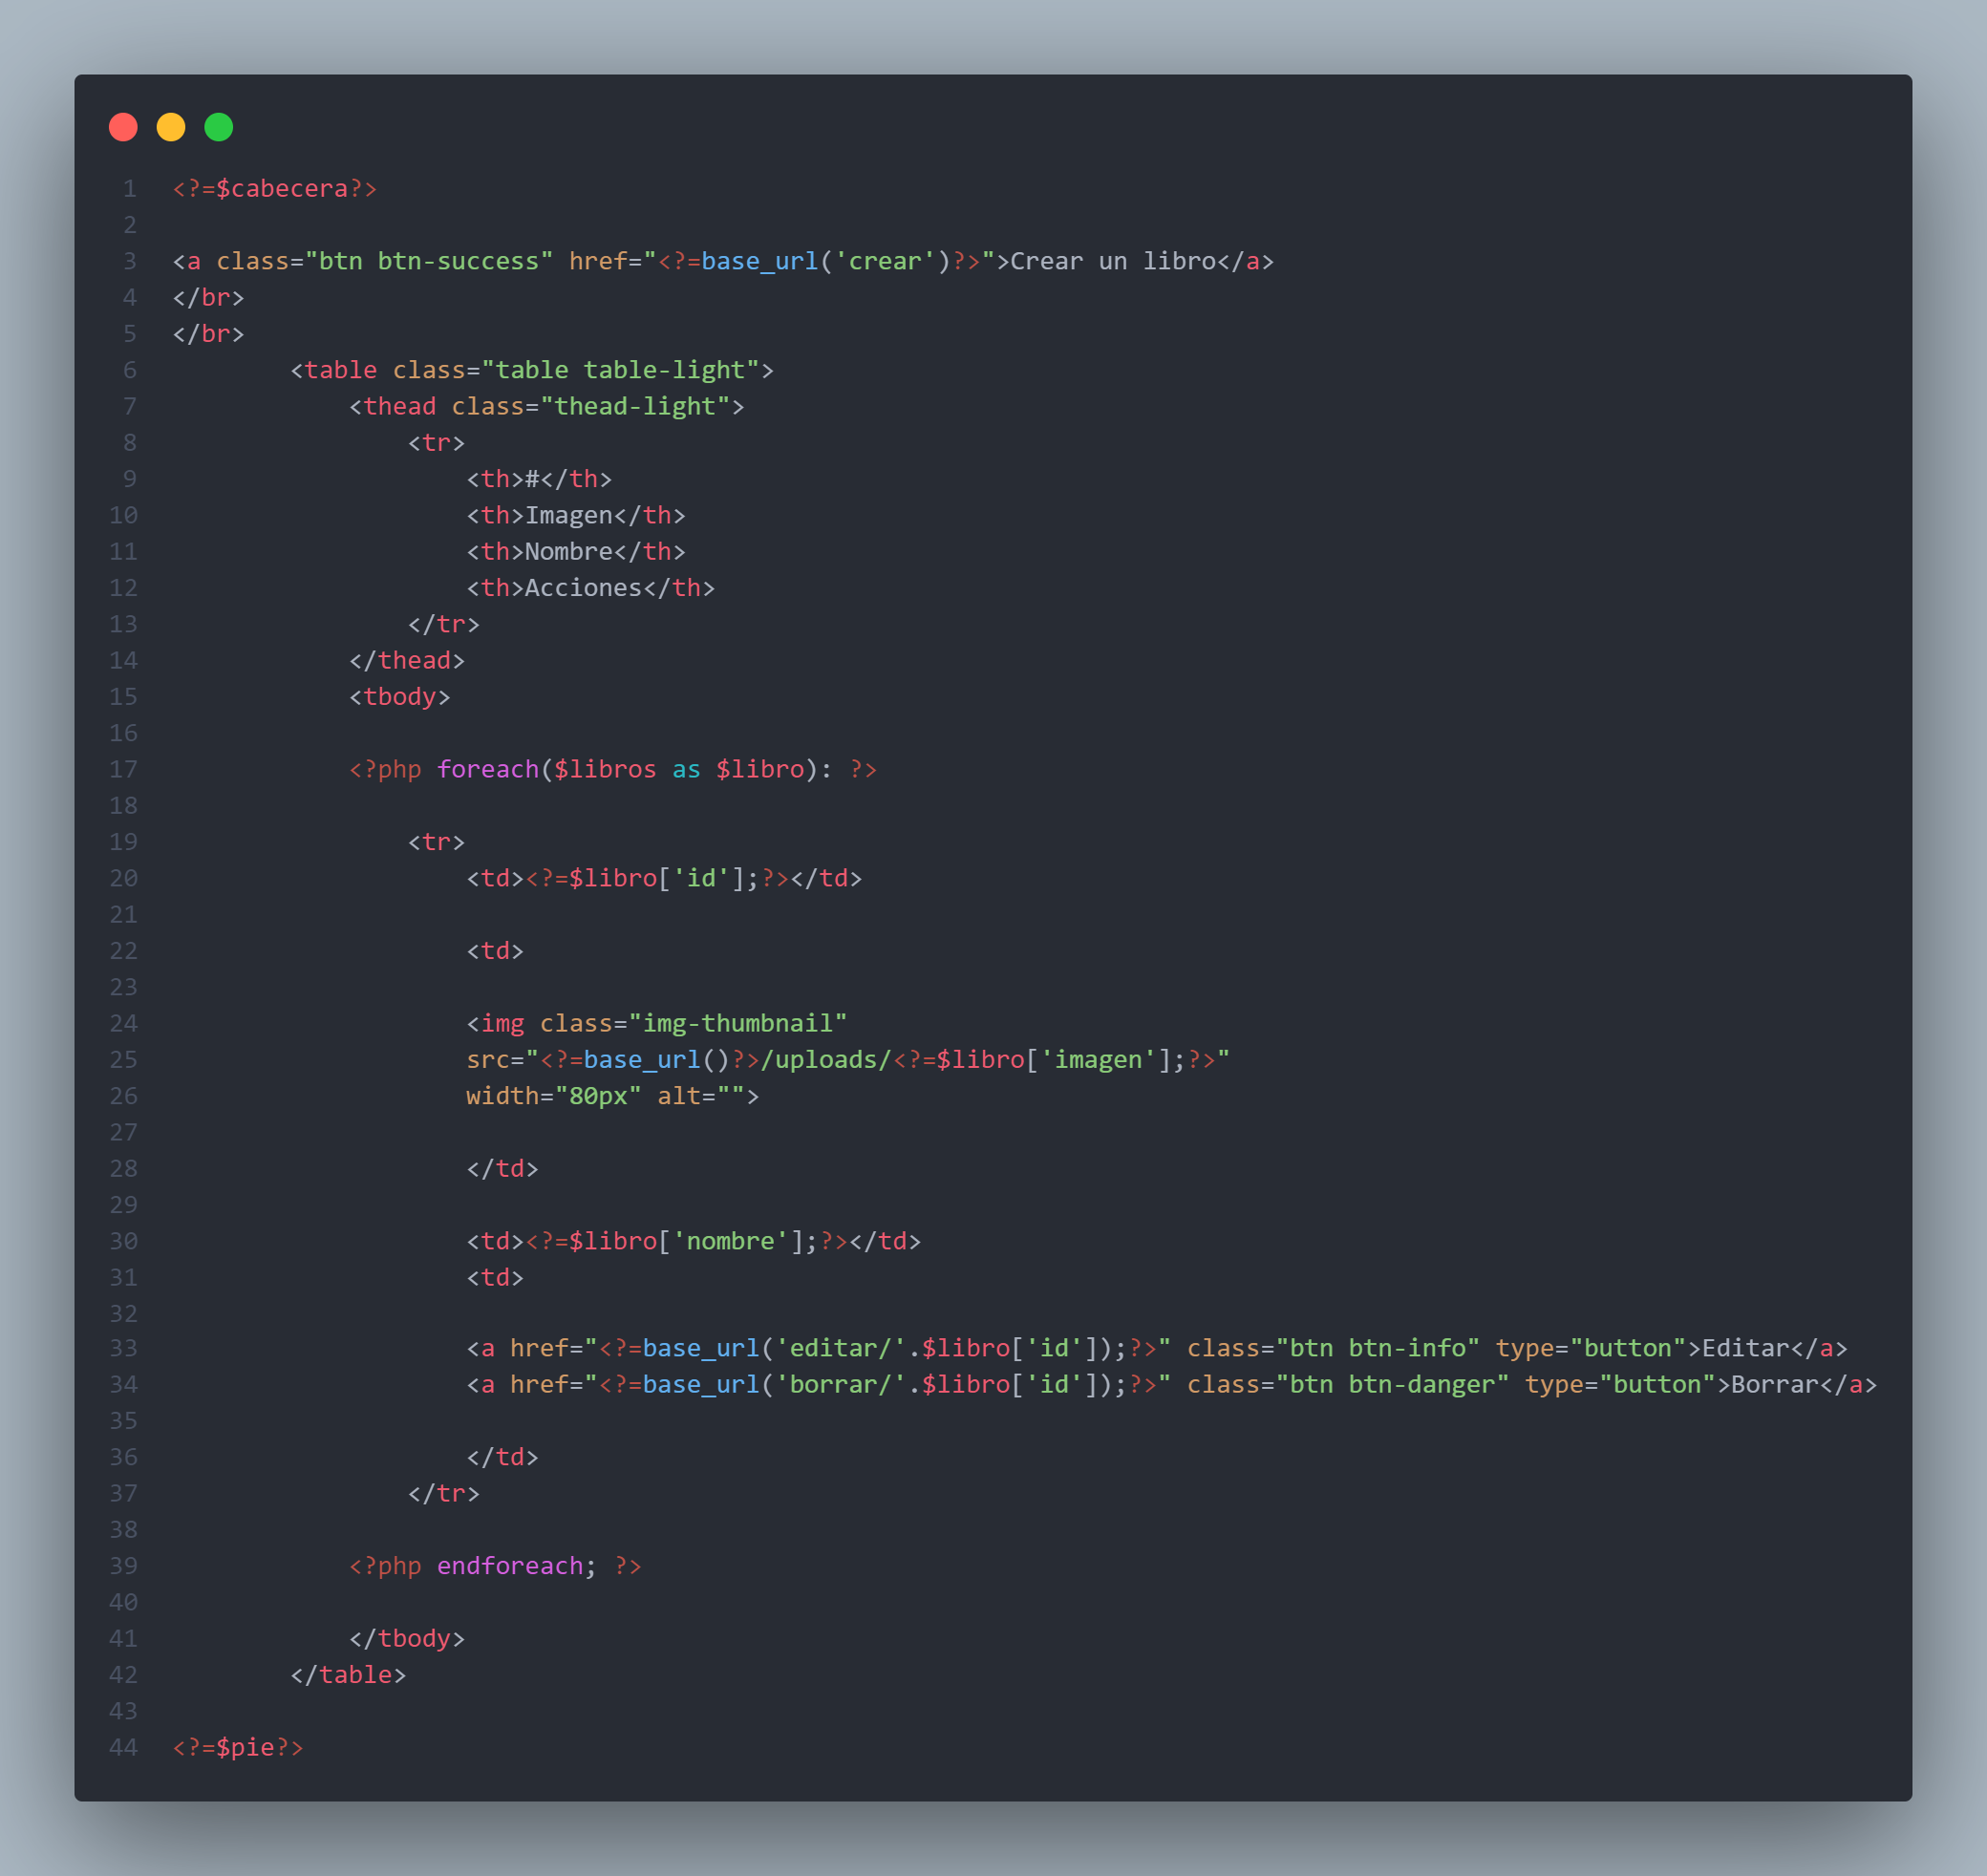 1 <?=$cabecera?>
2
3 <a class="btn btn-success" href="<?=base_url('crear')?>">Crear un libro</a>
4 </br>
5 </br>
6         <table class="table table-light">
7             <thead class="thead-light">
8                 <tr>
9                     <th>#</th>
10                     <th>Imagen</th>
11                     <th>Nombre</th>
12                     <th>Acciones</th>
13                 </tr>
14             </thead>
15             <tbody>
16
17             <?php foreach($libros as $libro): ?>
18
19                 <tr>
20                     <td><?=$libro['id'];?></td>
21
22                     <td>
23
24                     <img class="img-thumbnail"
25                     src="<?=base_url()?>/uploads/<?=$libro['imagen'];?>"
26                     width="80px" alt="">
27
28                     </td>
29
30                     <td><?=$libro['nombre'];?></td>
31                     <td>
32
33                     <a href="<?=base_url('editar/'.$libro['id']);?>" class="btn btn-info" type="button">Editar</a>
34                     <a href="<?=base_url('borrar/'.$libro['id']);?>" class="btn btn-danger" type="button">Borrar</a>
35
36                     </td>
37                 </tr>
38
39             <?php endforeach; ?>
40
41             </tbody>
42         </table>
43
44 <?=$pie?>